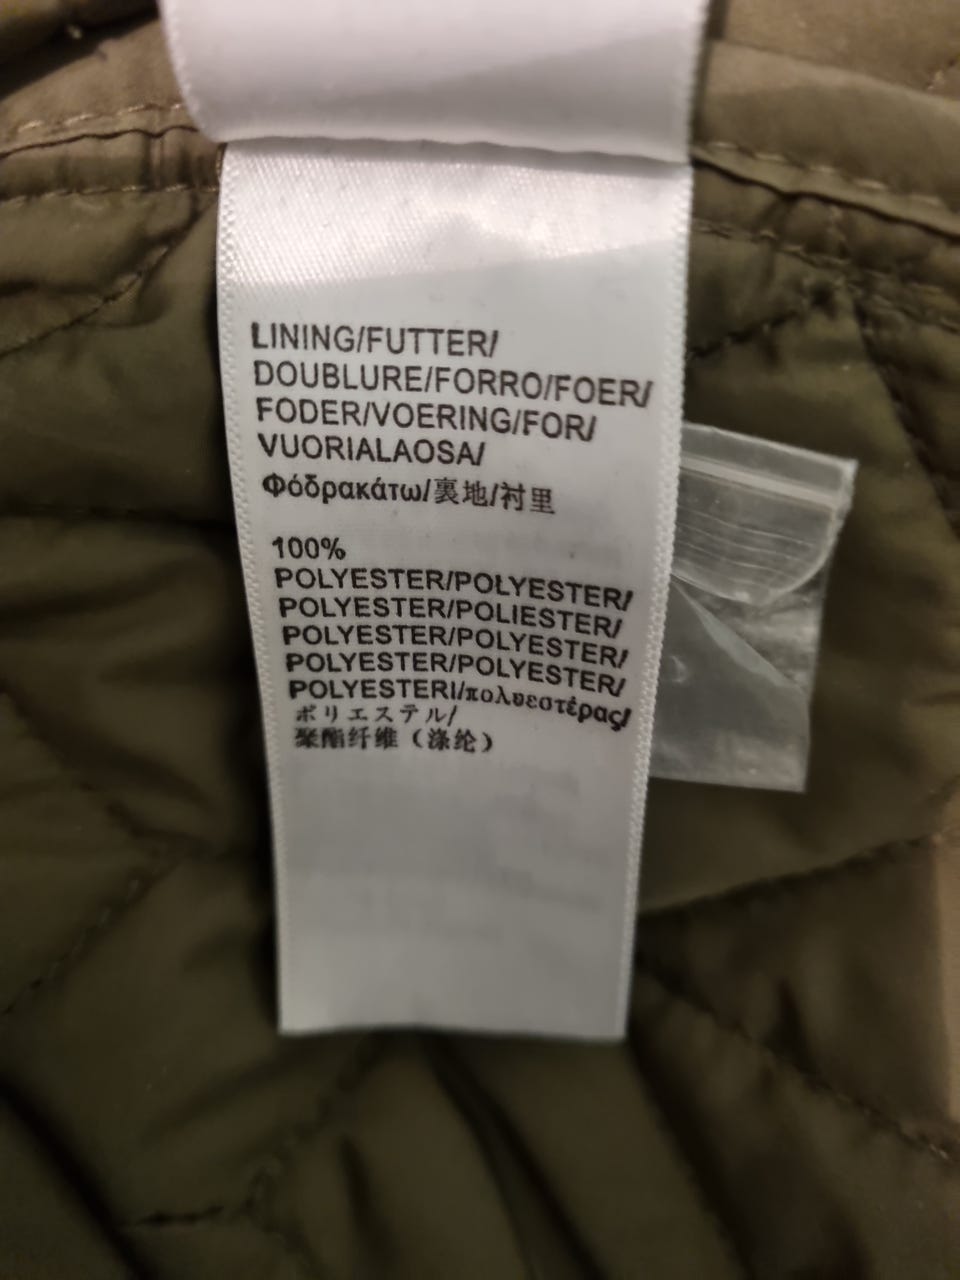 LINING/FUTTER/
DOUBLURE/FORRO/FOER/
FODER/VOERING/FOR/
VUORIALAOSA/
Φόδρακάτω/裏地/衬里
100%
POLYESTER/POLYESTER/
POLYESTER/POLIESTER/
POLYESTER/POLYESTER/
POLYESTER/POLYESTER/
POLYESTERI/πολυεστέρας/
ポリエステル/
聚酯纤维（涤纶）